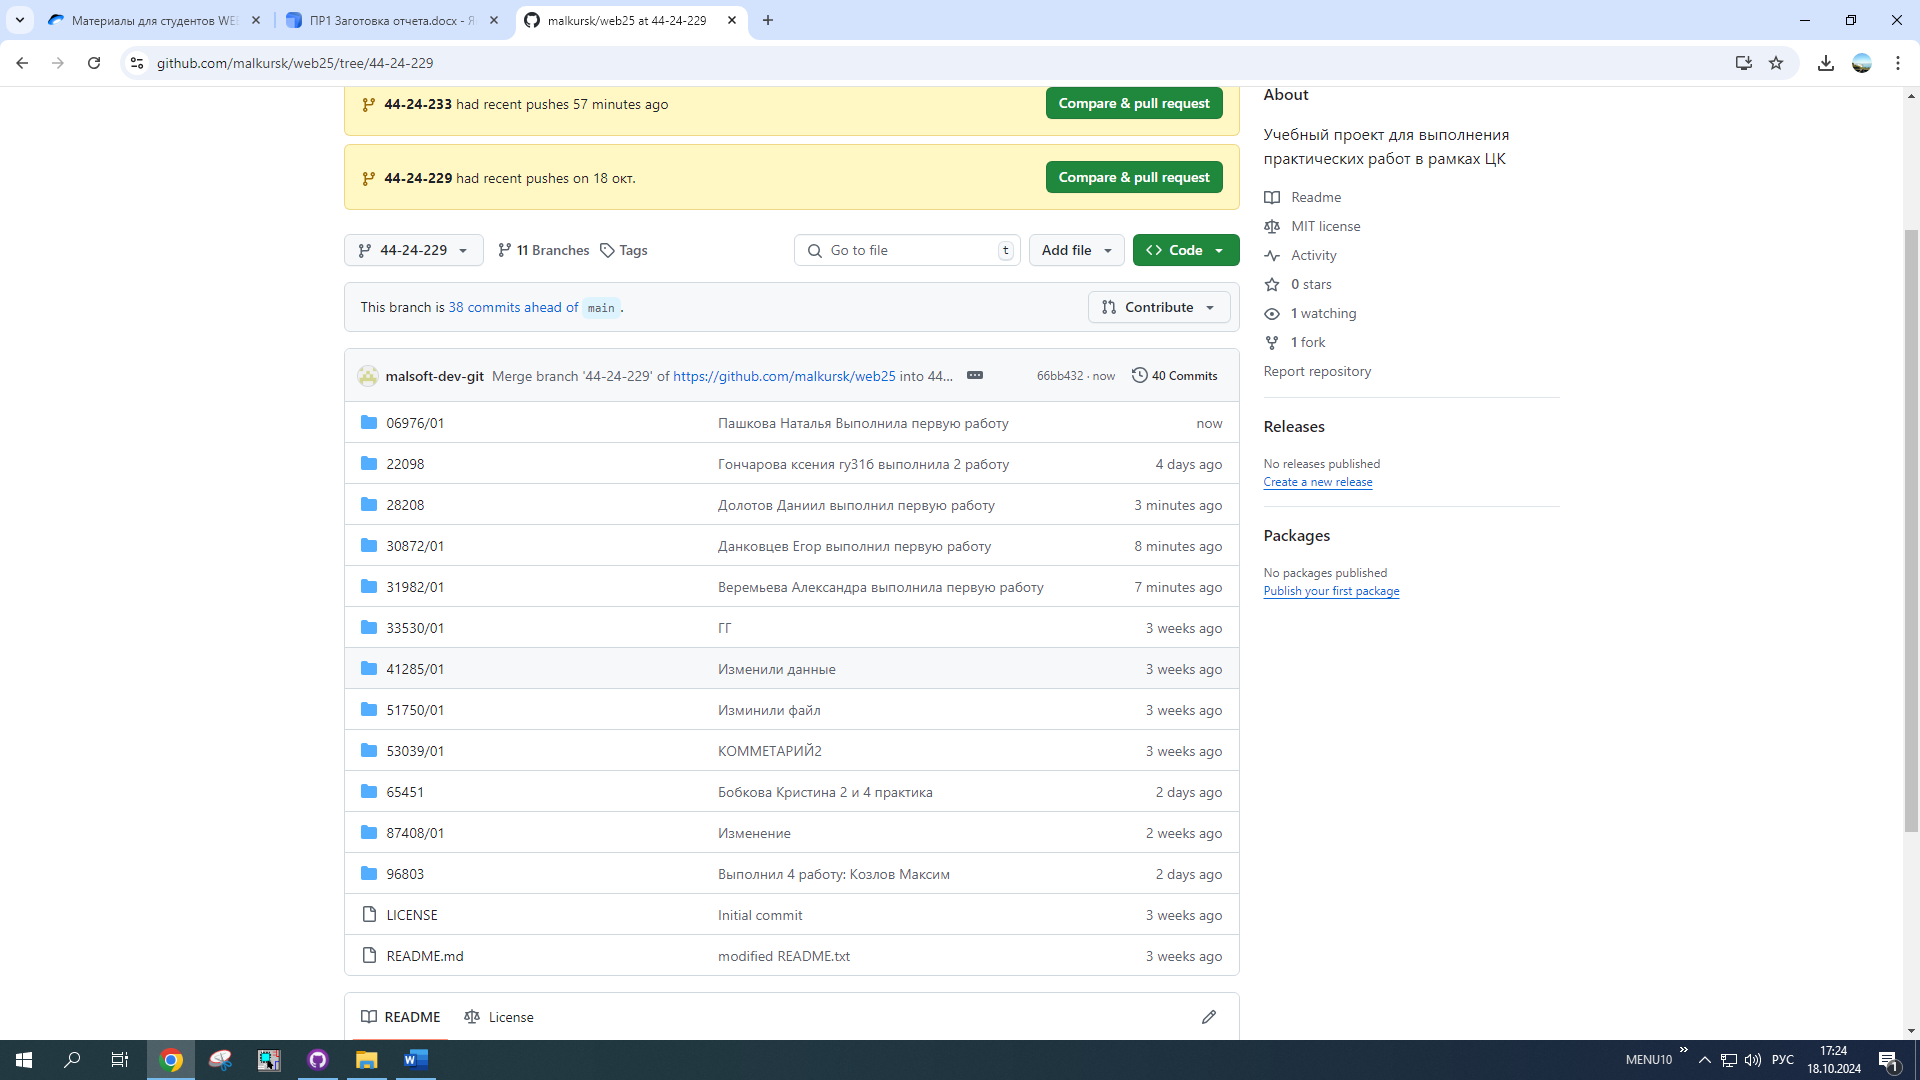 Материалы для студентов WEB
ПР1 Заготовка отчета.docx - Я
malkursk/web25 at 44-24-229
github.com/malkursk/web25/tree/44-24-229
44-24-233 had recent pushes 57 minutes ago
Compare & pull request
44-24-229 had recent pushes on 18 окт.
Compare & pull request
44-24-229
11 Branches
Tags
Go to file
t
Add file
Code
This branch is 38 commits ahead of main .
Contribute
malsoft-dev-git Merge branch '44-24-229' of https://github.com/malkursk/web25 into 44...
66bb432 · now
40 Commits
06976/01 Пашкова Наталья Выполнила первую работу now
22098 Гончарова ксения гу31б выполнила 2 работу 4 days ago
28208 Долотов Даниил выполнил первую работу 3 minutes ago
30872/01 Данковцев Егор выполнил первую работу 8 minutes ago
31982/01 Веремьева Александра выполнила первую работу 7 minutes ago
33530/01 ГГ 3 weeks ago
41285/01 Изменили данные 3 weeks ago
51750/01 Изминили файл 3 weeks ago
53039/01 КОММЕТАРИЙ2 3 weeks ago
65451 Бобкова Кристина 2 и 4 практика 2 days ago
87408/01 Изменение 2 weeks ago
96803 Выполнил 4 работу: Козлов Максим 2 days ago
LICENSE Initial commit 3 weeks ago
README.md modified README.txt 3 weeks ago
README
License
About
Учебный проект для выполнения
практических работ в рамках ЦК
Readme
MIT license
Activity
0 stars
1 watching
1 fork
Report repository
Releases
No releases published
Create a new release
Packages
No packages published
Publish your first package
MENU10
РУС
17:24
18.10.2024
1